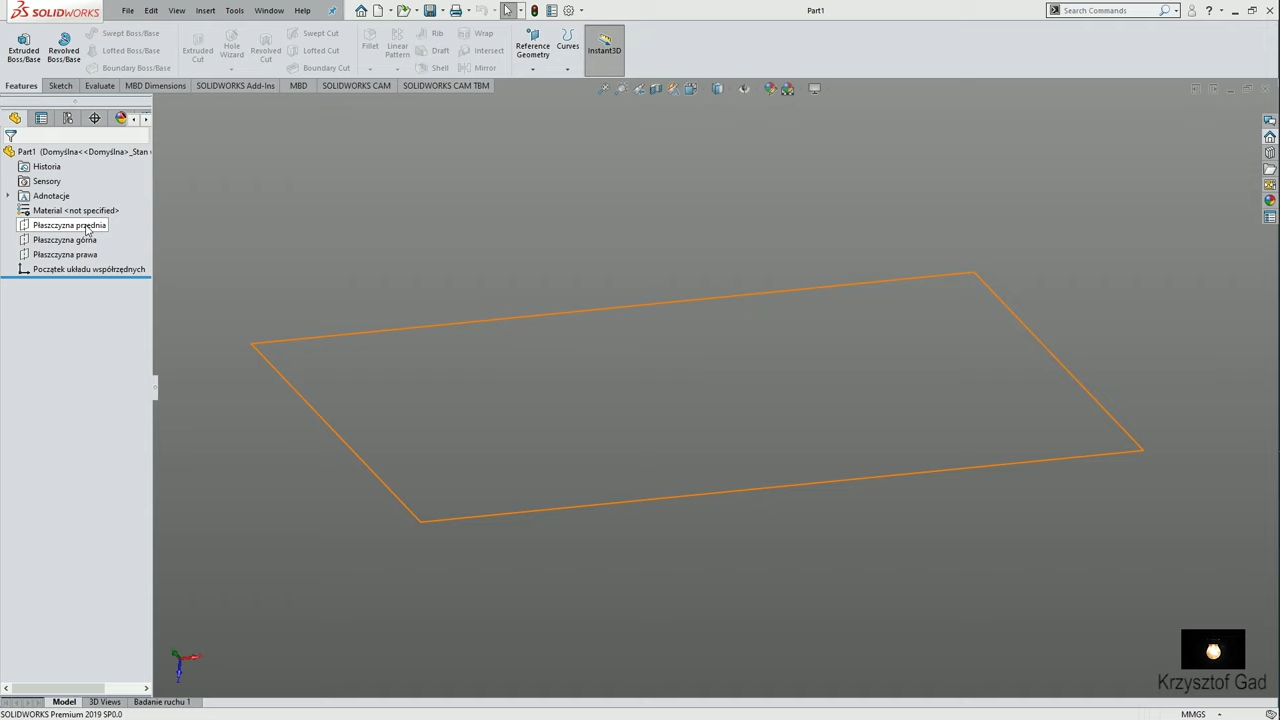 SOLIDWORKS
File Edit View Insert Tools Window Help
Part1
Search Commands
Extruded Boss/Base
Revolved Boss/Base
Swept Boss/Base
Lofted Boss/Base
Boundary Boss/Base
Extruded Cut
Hole Wizard
Revolved Cut
Swept Cut
Lofted Cut
Boundary Cut
Fillet
Linear Pattern
Rib
Draft
Shell
Wrap
Intersect
Mirror
Reference Geometry
Curves
Instant3D
Features Sketch Evaluate MBD Dimensions SOLIDWORKS Add-Ins MBD SOLIDWORKS CAM SOLIDWORKS CAM TBM
Part1 (Domyślna<<Domyślna>_Stan
Historia
Sensory
Adnotacje
Material <not specified>
Płaszczyzna przednia
Płaszczyzna górna
Płaszczyzna prawa
Początek układu współrzędnych
Krzysztof Gad
Model 3D Views Badanie ruchu 1
SOLIDWORKS Premium 2019 SP0.0
MMGS